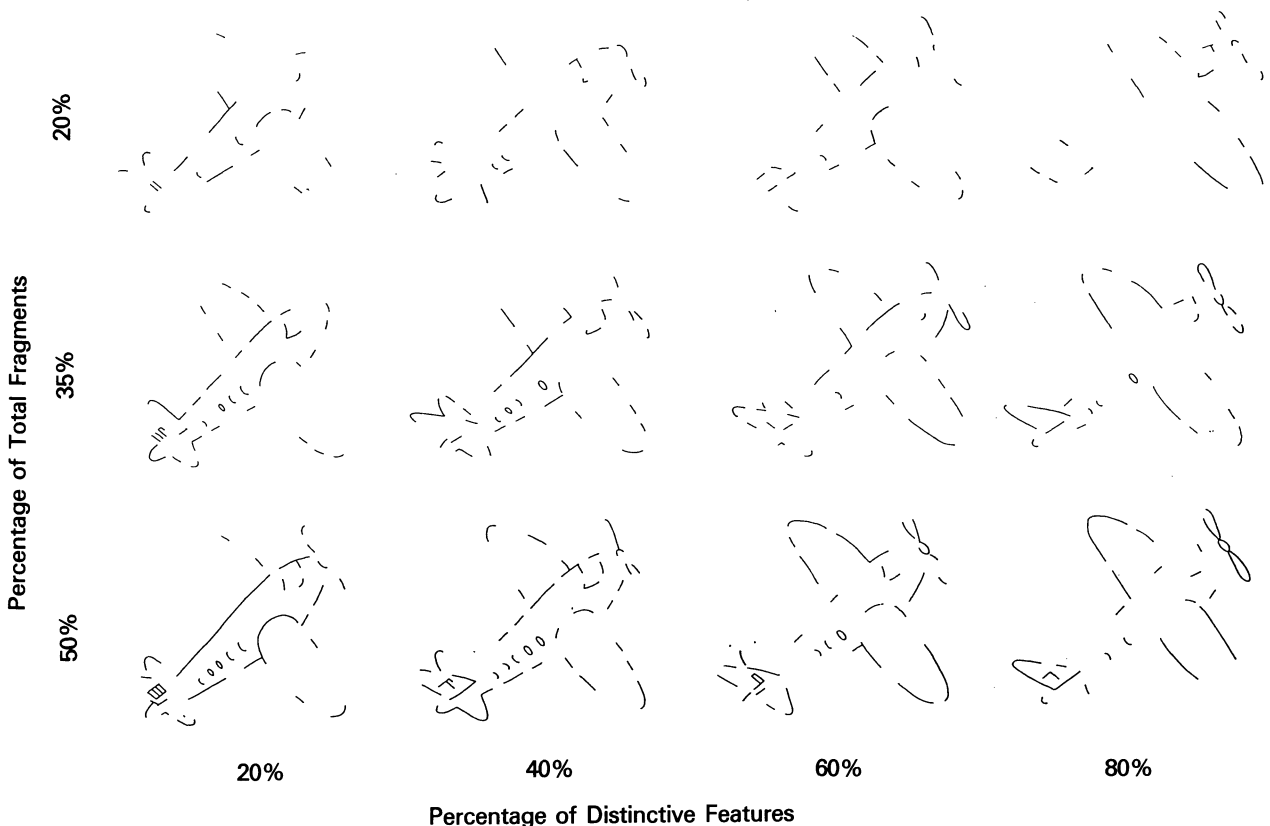 Percentage of Total Fragments
20%
35%
50%
20% 40% 60% 80%
Percentage of Distinctive Features